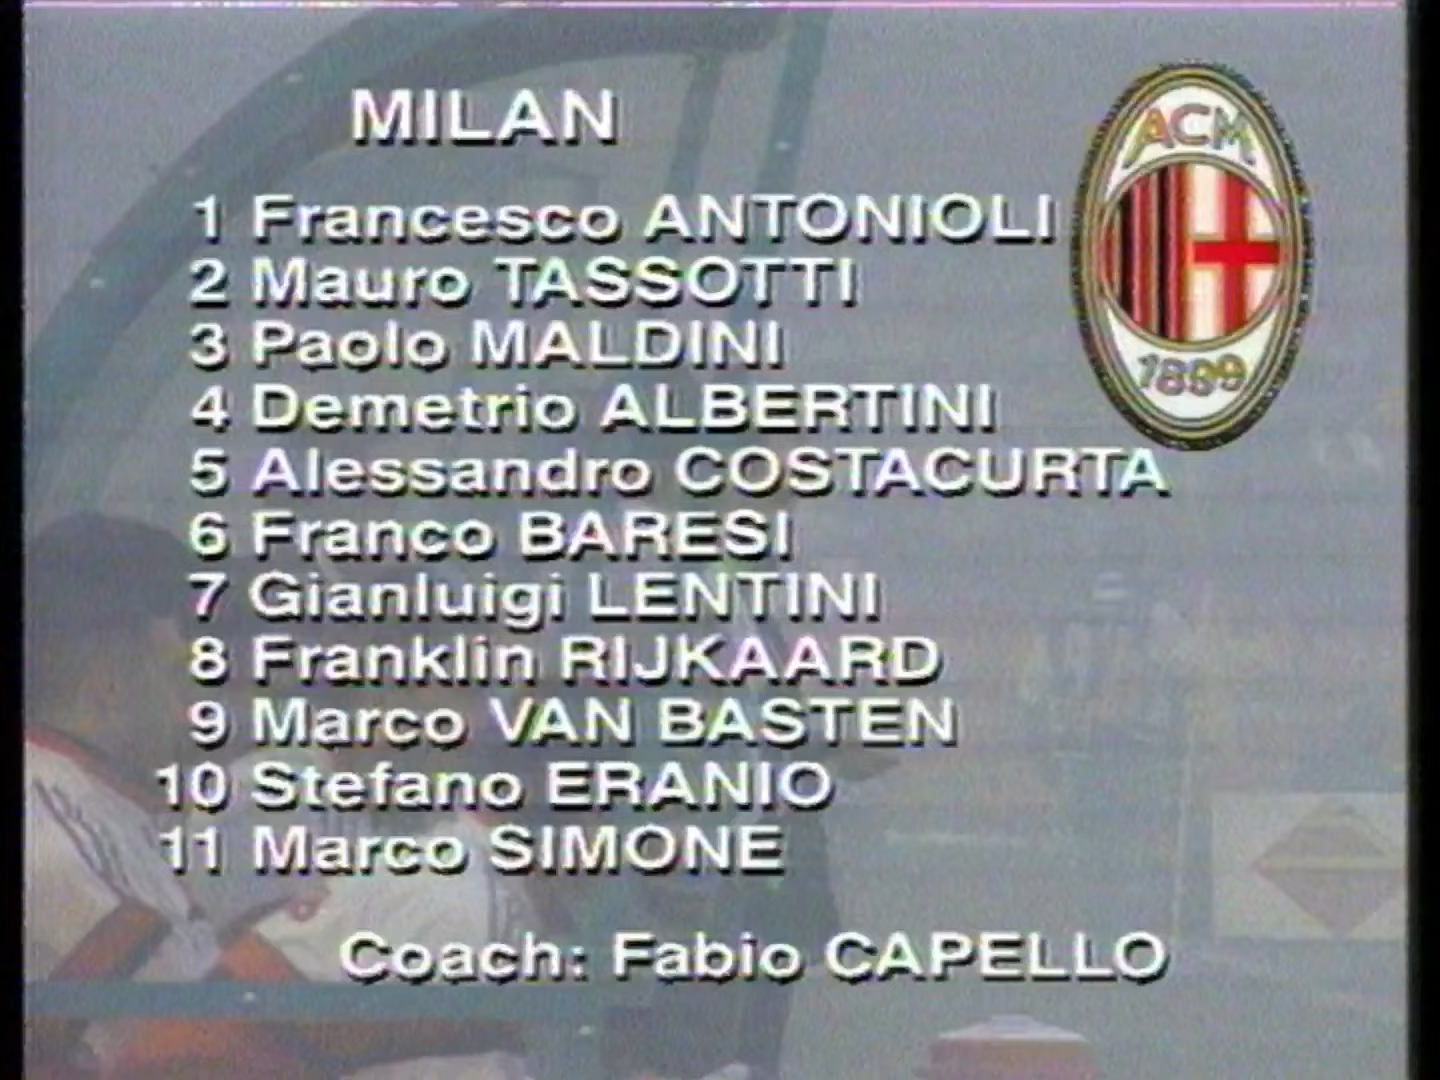 MILAN
ACM
1899
1 Francesco ANTONIOLI
2 Mauro TASSOTTI
3 Paolo MALDINI
4 Demetrio ALBERTINI
5 Alessandro COSTACURTA
6 Franco BARESI
7 Gianluigi LENTINI
8 Franklin RIJKAARD
9 Marco VAN BASTEN
10 Stefano ERANIO
11 Marco SIMONE
Coach: Fabio CAPELLO